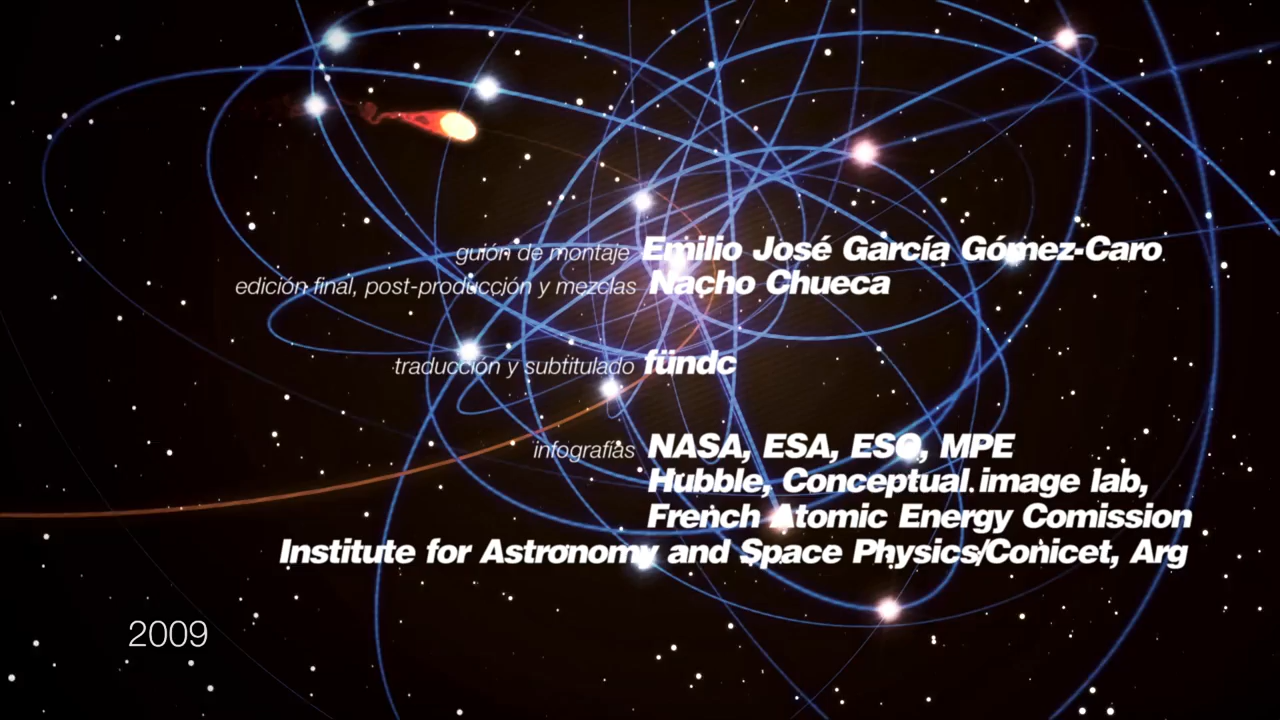 guión de montaje Emilio José García Gómez-Caro
edición final, post-producción y mezclas Nacho Chueca
traducción y subtitulado fündc
infografías NASA, ESA, ESO, MPE
Hubble, Conceptual image lab,
French Atomic Energy Comission
Institute for Astronomy and Space Physics/Conicet, Arg
2009